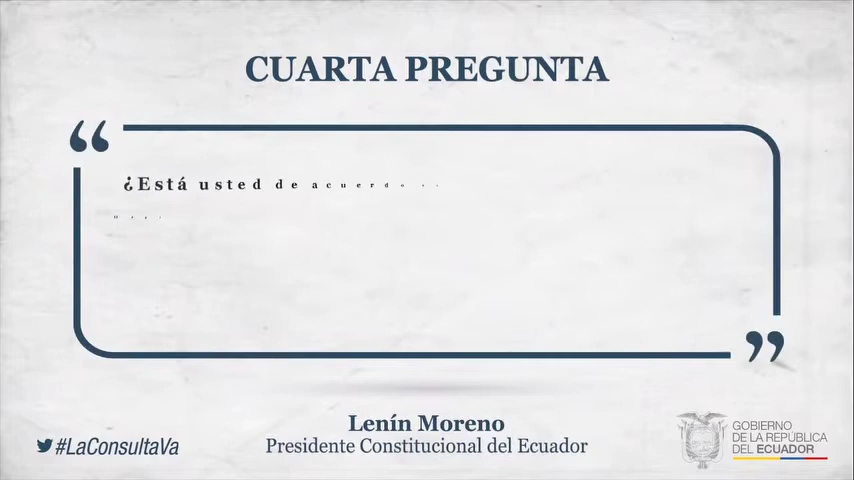 CUARTA PREGUNTA
¿Está usted de acuerdo
Lenín Moreno
Presidente Constitucional del Ecuador
#LaConsultaVa
GOBIERNO
DE LA REPÚBLICA
DEL ECUADOR